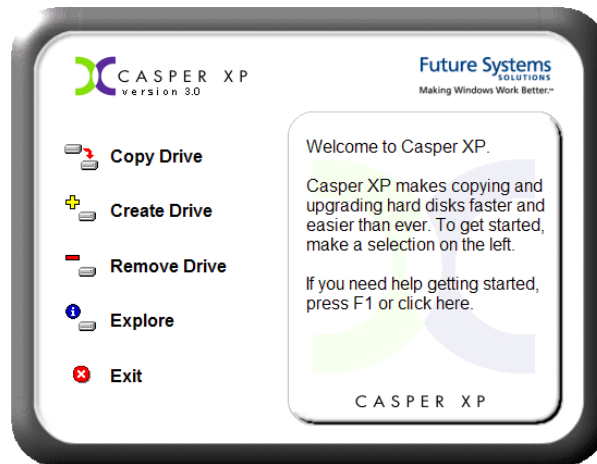 CASPER XP
version 3.0
Future Systems
SOLUTIONS
Making Windows Work Better.™
Copy Drive
Create Drive
Remove Drive
Explore
Exit
Welcome to Casper XP.
Casper XP makes copying and
upgrading hard disks faster and
easier than ever. To get started,
make a selection on the left.
If you need help getting started,
press F1 or click here.
CASPER XP